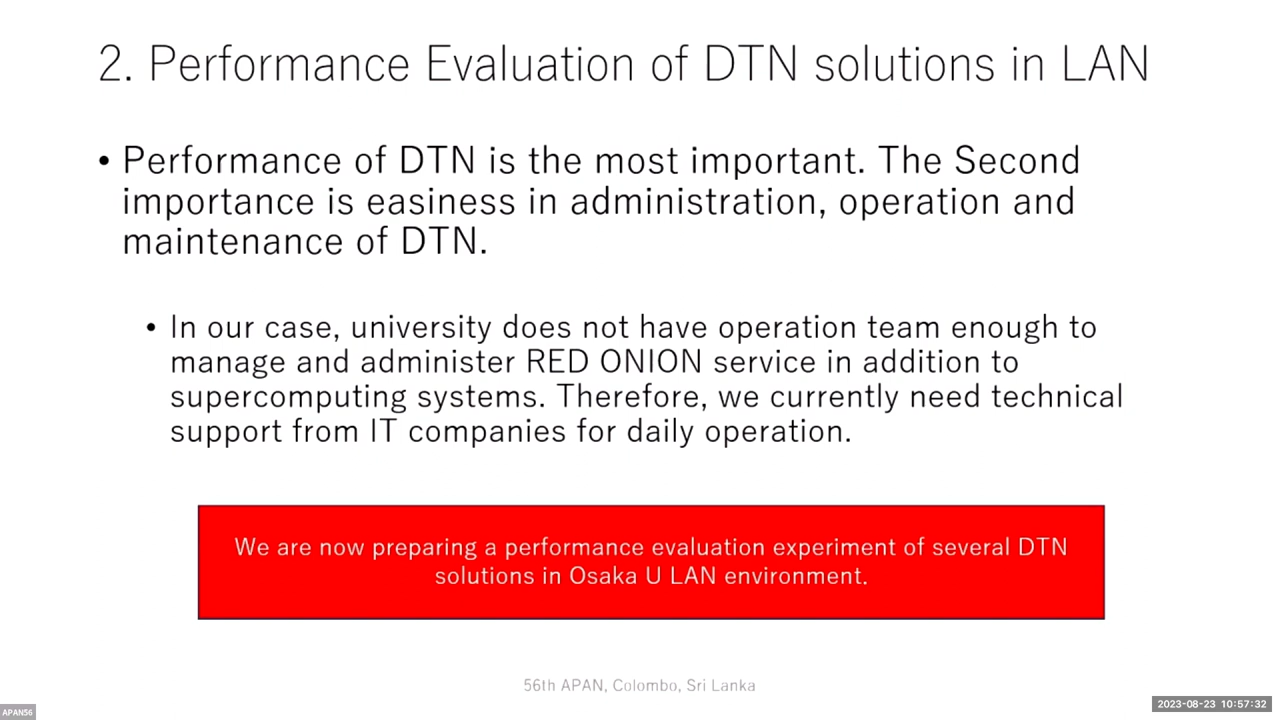 2. Performance Evaluation of DTN solutions in LAN
• Performance of DTN is the most important. The Second
importance is easiness in administration, operation and
maintenance of DTN.
• In our case, university does not have operation team enough to
manage and administer RED ONION service in addition to
supercomputing systems. Therefore, we currently need technical
support from IT companies for daily operation.
We are now preparing a performance evaluation experiment of several DTN
solutions in Osaka U LAN environment.
56th APAN, Colombo, Sri Lanka
APAN56
2023-08-23 10:57:32